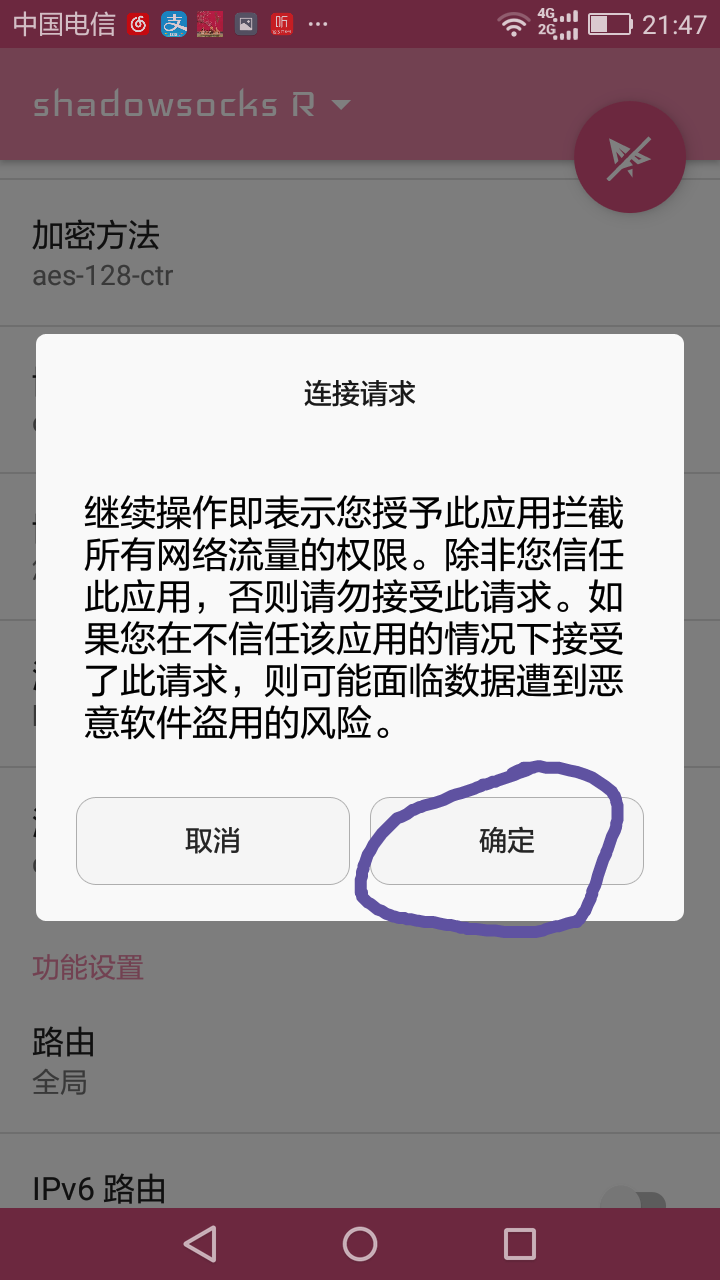 中国电信
4G
2G
21:47
shadowsocks R
加密方法
aes-128-ctr
连接请求
继续操作即表示您授予此应用拦截
所有网络流量的权限。除非您信任
此应用，否则请勿接受此请求。如
果您在不信任该应用的情况下接受
了此请求，则可能面临数据遭到恶
意软件盗用的风险。
取消
确定
功能设置
路由
全局
IPv6 路由